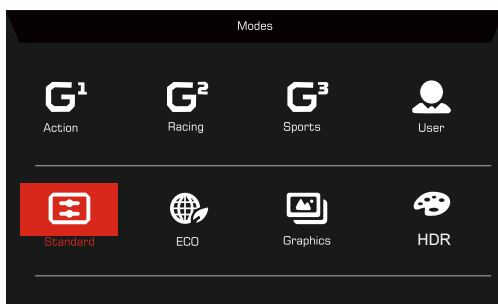 Modes
G1 G2 G3
Action Racing Sports User
Standard ECO Graphics HDR